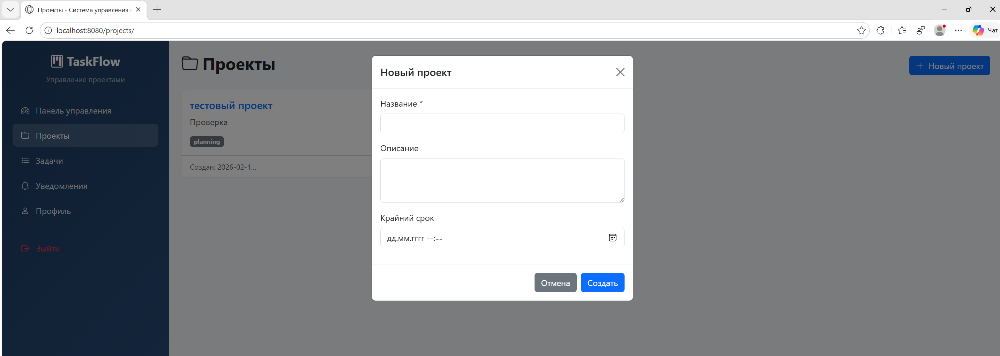 Проекты - Система управления п
localhost:8080/projects/
Чат
TaskFlow
Управление проектами
Панель управления
Проекты
Задачи
Уведомления
Профиль
Выйти
Проекты
Новый проект
тестовый проект
Проверка
planning
Создан: 2026-02-1...
Новый проект
Название *
Описание
Крайний срок
дд.мм.гггг --:--
Отмена
Создать